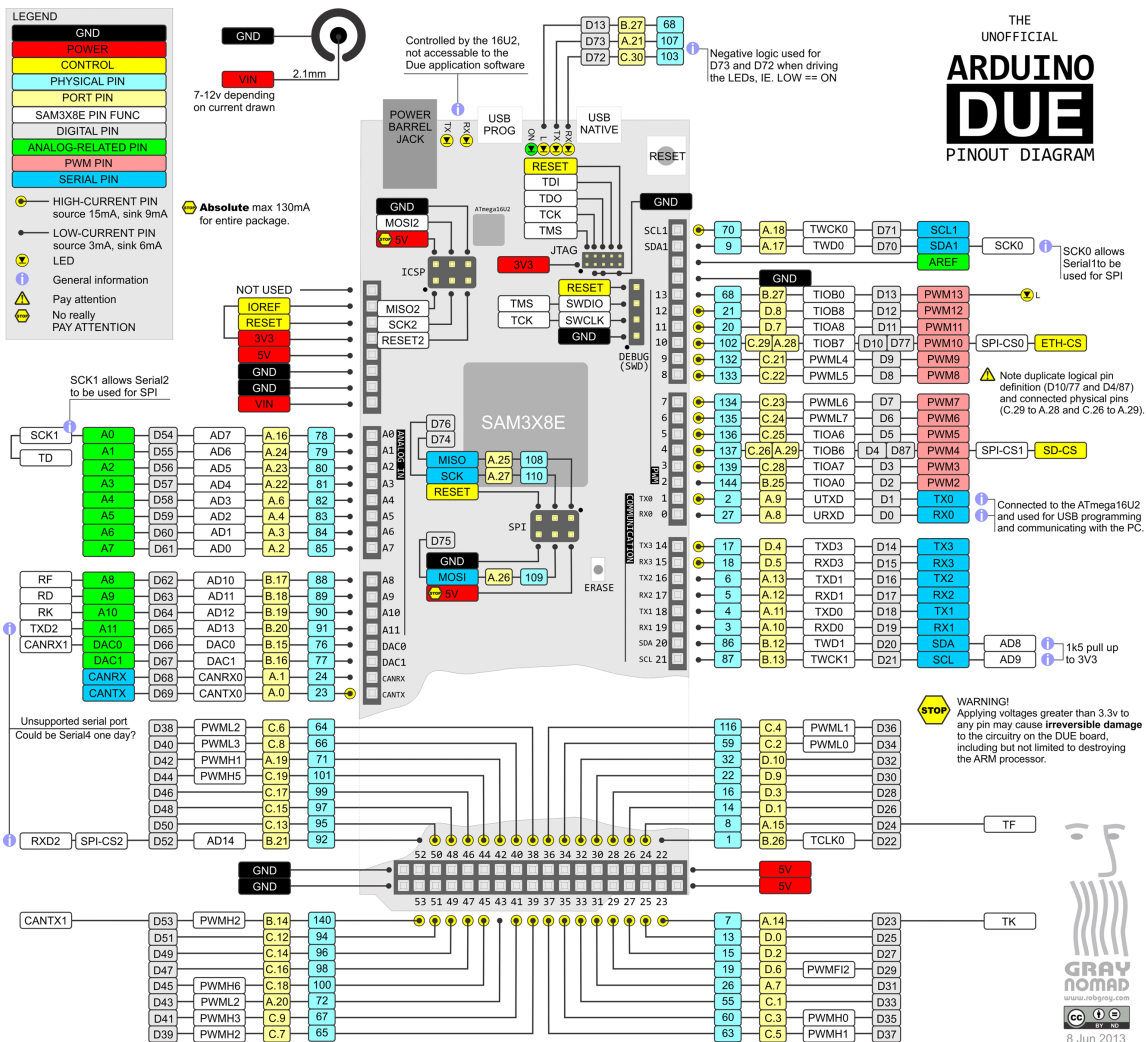 LEGEND
GND
POWER
CONTROL
PHYSICAL PIN
PORT PIN
SAM3X8E PIN FUNC
DIGITAL PIN
ANALOG-RELATED PIN
PWM PIN
SERIAL PIN
HIGH-CURRENT PIN
source 15mA, sink 9mA
LOW-CURRENT PIN
source 3mA, sink 6mA
LED
General information
Pay attention
No really
PAY ATTENTION
GND
VIN
2.1mm
7-12v depending
on current drawn
STOP Absolute max 130mA
for entire package.
Controlled by the 16U2,
not accessable to the
Due application software
D13 B.27 68
D73 A.21 107
D72 C.30 103
Negative logic used for
D73 and D72 when driving
the LEDs, IE. LOW == ON
THE
UNOFFICIAL
ARDUINO
DUE
PINOUT DIAGRAM
POWER
BARREL
JACK
TX
RX
USB
PROG
USB
NATIVE
ON
L
TX
RX
RESET
RESET
TDI
TDO
TCK
TMS
JTAG
3V3
GND
GND
MOSI2
STOP 5V
ATmega16U2
ICSP
MISO2
SCK2
RESET2
RESET
TMS SWDIO
TCK SWCLK
GND
DEBUG
(SWD)
NOT USED
IOREF
RESET
3V3
5V
GND
GND
VIN
SAM3X8E
SCK1 allows Serial2
to be used for SPI
SCK1 A0 D54 AD7 A.16 78 A0
TD A1 D55 AD6 A.24 79 A1
A2 D56 AD5 A.23 80 A2
A3 D57 AD4 A.22 81 A3
A4 D58 AD3 A.6 82 A4
A5 D59 AD2 A.4 83 A5
A6 D60 AD1 A.3 84 A6
A7 D61 AD0 A.2 85 A7
ANALOG IN
RF A8 D62 AD10 B.17 88 A8
RD A9 D63 AD11 B.18 89 A9
RK A10 D64 AD12 B.19 90 A10
TXD2 A11 D65 AD13 B.20 91 A11
CANRX1 DAC0 D66 DAC0 B.15 76 DAC0
DAC1 D67 DAC1 B.16 77 DAC1
CANRX D68 CANRX0 A.1 24 CANRX
CANTX D69 CANTX0 A.0 23 CANTX
D76
D74
MISO A.25 108
SCK A.27 110
RESET
SPI
D75
GND
MOSI A.26 109
STOP 5V
ERASE
SCL1 70 A.18 TWCK0 D71 SCL1
SDA1 9 A.17 TWD0 D70 SDA1 SCK0
AREF
GND
SCK0 allows
Serial1to be
used for SPI
13 68 B.27 TIOB0 D13 PWM13 L
12 21 D.8 TIOB8 D12 PWM12
11 20 D.7 TIOA8 D11 PWM11
10 102 C.29 A.28 TIOB7 D10 D77 PWM10 SPI-CS0 ETH-CS
9 132 C.21 PWML4 D9 PWM9
8 133 C.22 PWML5 D8 PWM8
Note duplicate logical pin
definition (D10/77 and D4/87)
and connected physical pins
(C.29 to A.28 and C.26 to A.29).
7 134 C.23 PWML6 D7 PWM7
6 135 C.24 PWML7 D6 PWM6
5 136 C.25 TIOA6 D5 PWM5
4 137 C.26 A.29 TIOB6 D4 D87 PWM4 SPI-CS1 SD-CS
3 139 C.28 TIOA7 D3 PWM3
2 144 B.25 TIOA0 D2 PWM2
TX0 1 2 A.9 UTXD D1 TX0
RX0 0 27 A.8 URXD D0 RX0
PWM
COMMUNICATION
Connected to the ATmega16U2
and used for USB programming
and communicating with the PC.
TX3 14 17 D.4 TXD3 D14 TX3
RX3 15 18 D.5 RXD3 D15 RX3
TX2 16 6 A.13 TXD1 D16 TX2
RX2 17 5 A.12 RXD1 D17 RX2
TX1 18 4 A.11 TXD0 D18 TX1
RX1 19 3 A.10 RXD0 D19 RX1
SDA 20 86 B.12 TWD1 D20 SDA AD8
SCL 21 87 B.13 TWCK1 D21 SCL AD9
1k5 pull up
to 3V3
STOP
WARNING!
Applying voltages greater than 3.3v to
any pin may cause irreversible damage
to the circuitry on the DUE board,
including but not limited to destroying
the ARM processor.
Unsupported serial port
Could be Serial4 one day?
D38 PWML2 C.6 64
D40 PWML3 C.8 66
D42 PWMH1 A.19 71
D44 PWMH5 C.19 101
D46 C.17 99
D48 C.15 97
D50 C.13 95
RXD2 SPI-CS2 D52 AD14 B.21 92
116 C.4 PWML1 D36
59 C.2 PWML0 D34
32 D.10 D32
22 D.9 D30
16 D.3 D28
14 D.1 D26
8 A.15 D24 TF
1 B.26 TCLK0 D22
52 50 48 46 44 42 40 38 36 34 32 30 28 26 24 22
GND 5V
GND 5V
53 51 49 47 45 43 41 39 37 35 33 31 29 27 25 23
CANTX1 D53 PWMH2 B.14 140
D51 C.12 94
D49 C.14 96
D47 C.16 98
D45 PWMH6 C.18 100
D43 PWML2 A.20 72
D41 PWMH3 C.9 67
D39 PWMH2 C.7 65
7 A.14 D23 TK
13 D.0 D25
15 D.2 D27
19 D.6 PWMFI2 D29
26 A.7 D31
55 C.1 D33
60 C.3 PWMH0 D35
63 C.5 PWMH1 D37
GRAY
NOMAD
www.robgray.com
CC BY ND
8 Jun 2013